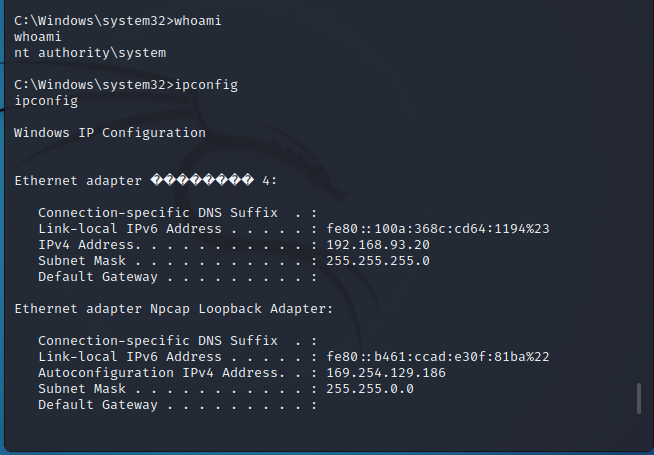 C:\Windows\system32>whoami
whoami
nt authority\system
C:\Windows\system32>ipconfig
ipconfig
Windows IP Configuration
Ethernet adapter �������� 4:
Connection-specific DNS Suffix . :
Link-local IPv6 Address . . . . . : fe80::100a:368c:cd64:1194%23
IPv4 Address. . . . . . . . . . . : 192.168.93.20
Subnet Mask . . . . . . . . . . . : 255.255.255.0
Default Gateway . . . . . . . . . :
Ethernet adapter Npcap Loopback Adapter:
Connection-specific DNS Suffix . :
Link-local IPv6 Address . . . . . : fe80::b461:ccad:e30f:81ba%22
Autoconfiguration IPv4 Address. . : 169.254.129.186
Subnet Mask . . . . . . . . . . . : 255.255.0.0
Default Gateway . . . . . . . . . :